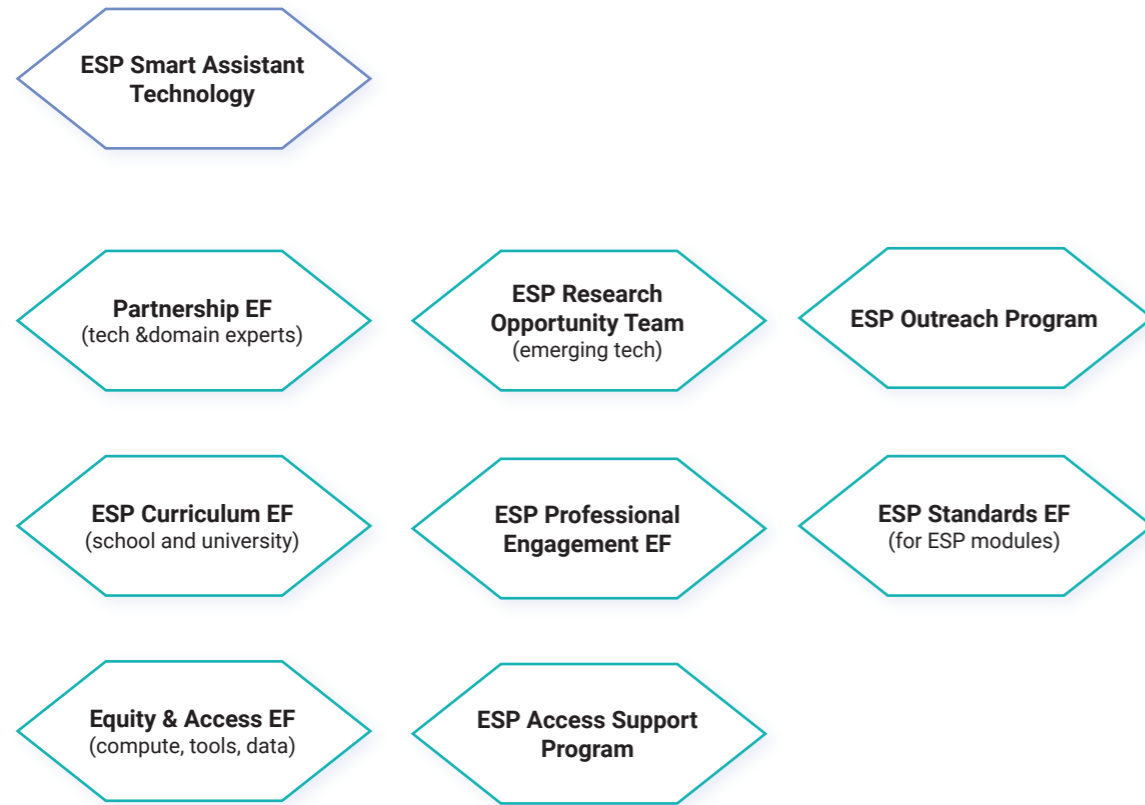 ESP Smart Assistant
Technology
Partnership EF
(tech &domain experts)
ESP Research
Opportunity Team
(emerging tech)
ESP Outreach Program
ESP Curriculum EF
(school and university)
ESP Professional
Engagement EF
ESP Standards EF
(for ESP modules)
Equity & Access EF
(compute, tools, data)
ESP Access Support
Program